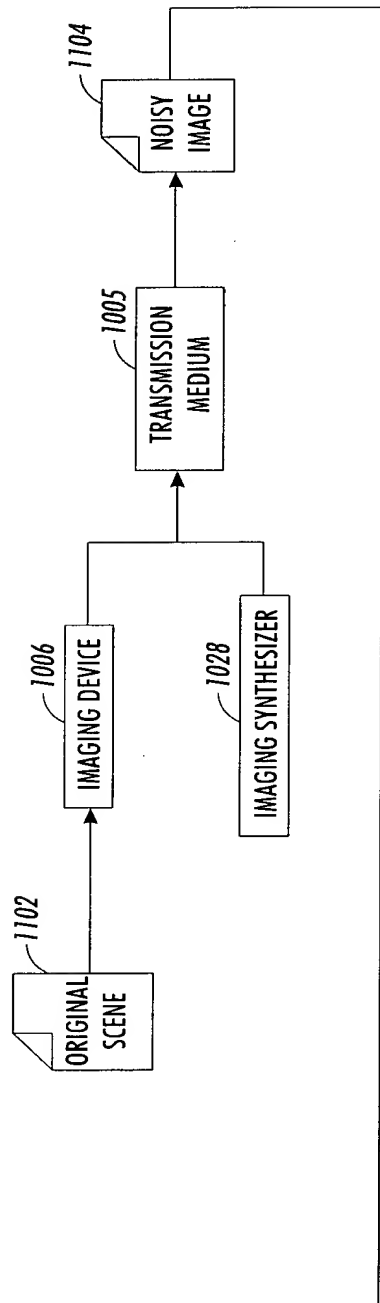 1102
ORIGINAL
SCENE
1006
IMAGING DEVICE
1028
IMAGING SYNTHESIZER
1005
TRANSMISSION
MEDIUM
1104
NOISY
IMAGE